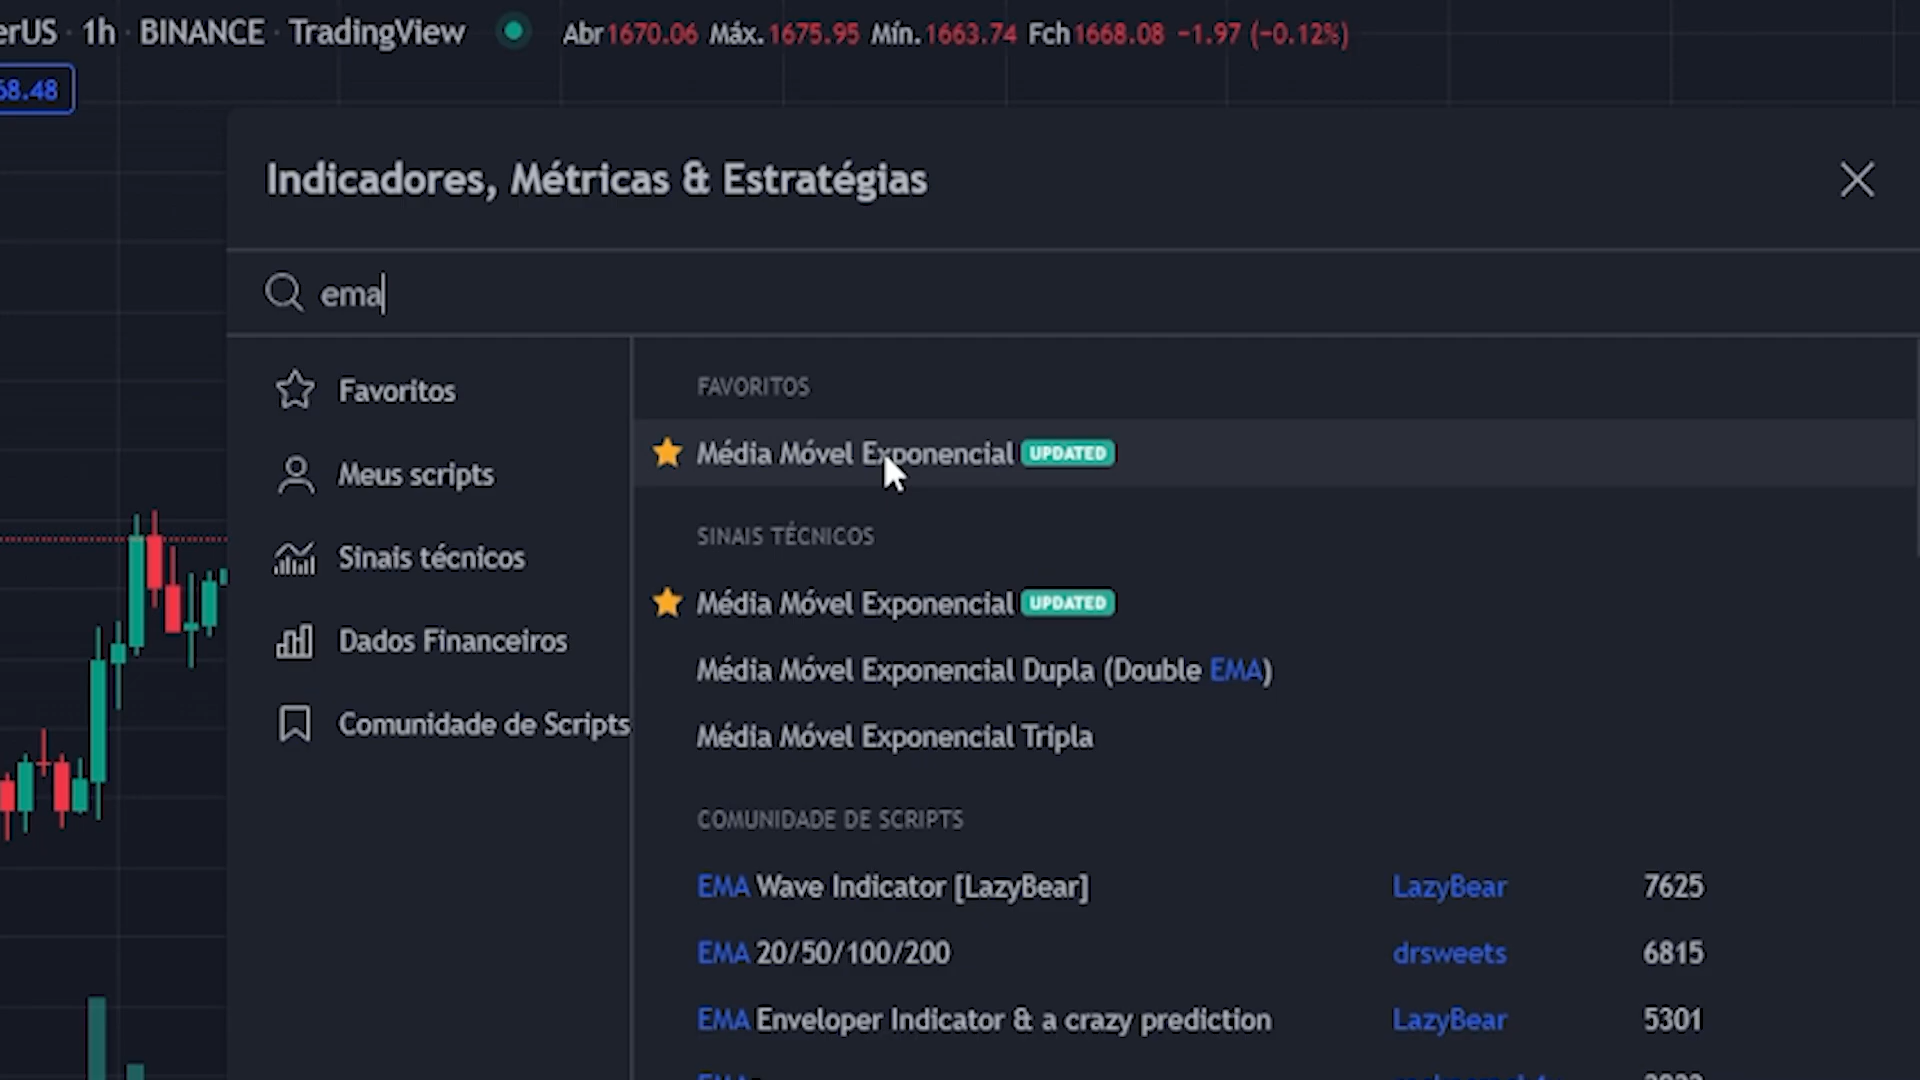 erUS · 1h · BINANCE · TradingView Abr1670.06 Máx.1675.95 Mín.1663.74 Fch1668.08 −1.97 (−0.12%)
68.48
Indicadores, Métricas & Estratégias
ema
Favoritos
Meus scripts
Sinais técnicos
Dados Financeiros
Comunidade de Scripts
FAVORITOS
Média Móvel Exponencial UPDATED
SINAIS TÉCNICOS
Média Móvel Exponencial UPDATED
Média Móvel Exponencial Dupla (Double EMA)
Média Móvel Exponencial Tripla
COMUNIDADE DE SCRIPTS
EMA Wave Indicator [LazyBear] LazyBear 7625
EMA 20/50/100/200 drsweets 6815
EMA Enveloper Indicator & a crazy prediction LazyBear 5301